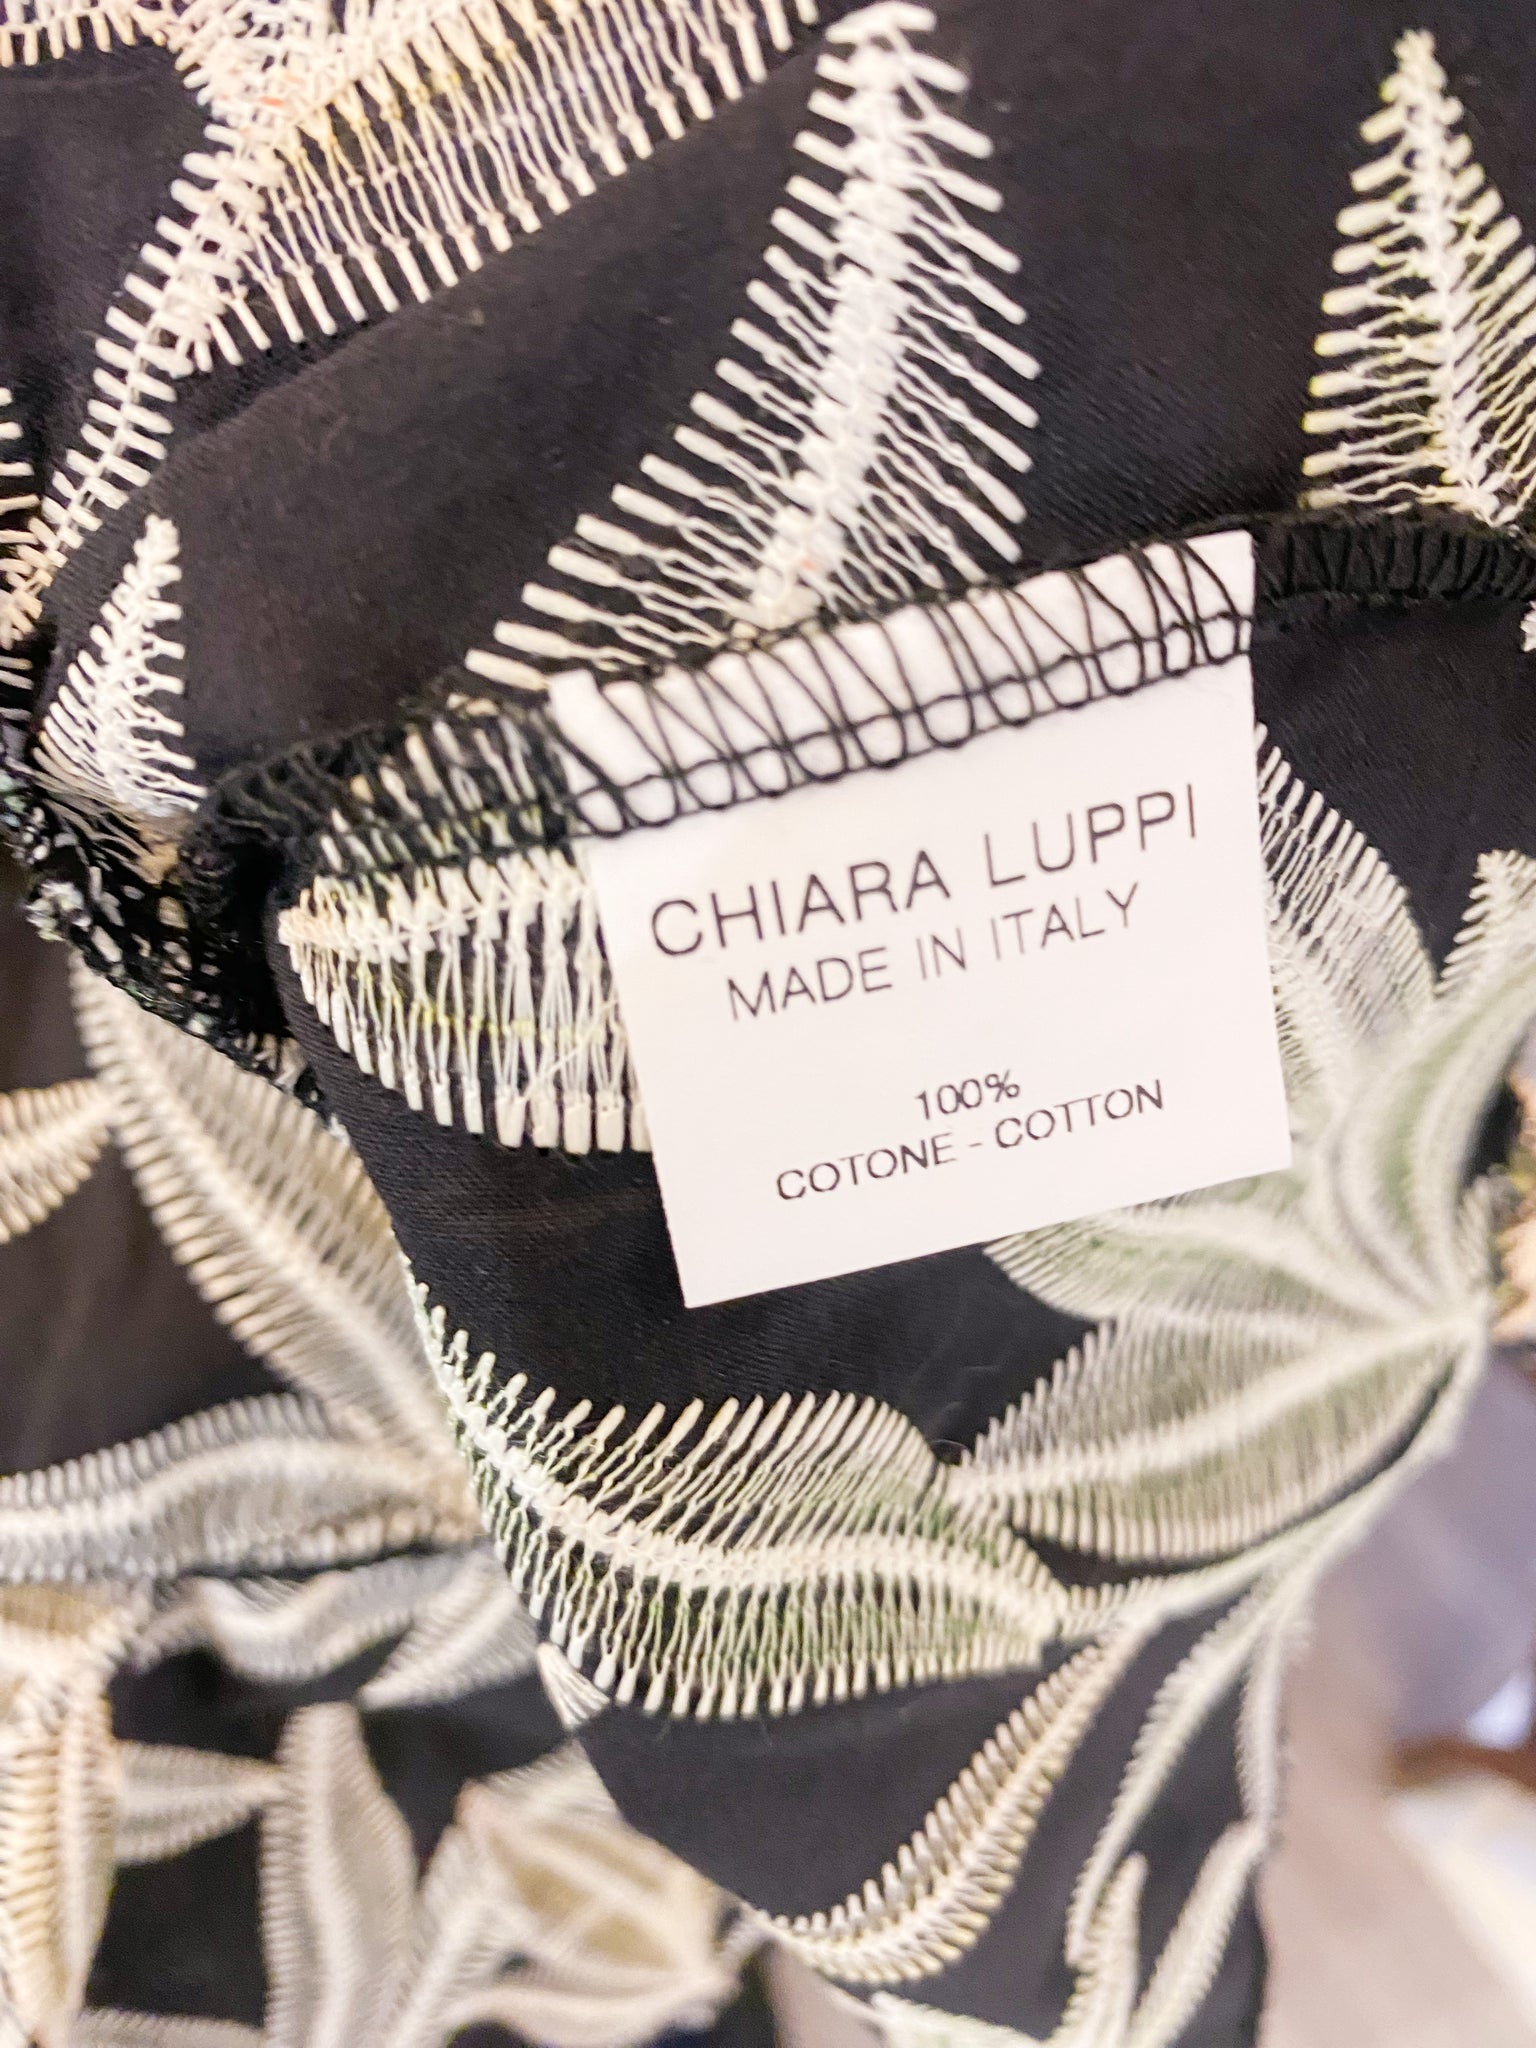 CHIARA LUPPI
MADE IN ITALY
100%
COTONE - COTTON